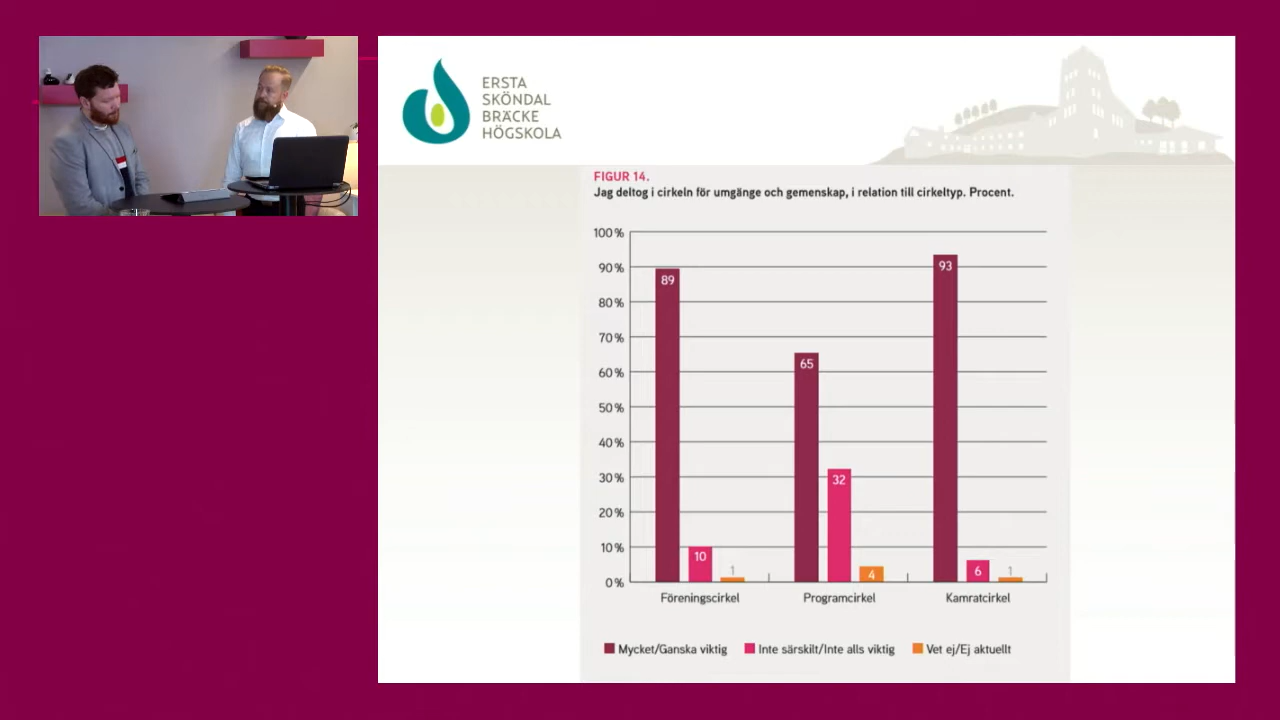 ERSTA
SKÖNDAL
BRÄCKE
HÖGSKOLA
FIGUR 14.
Jag deltog i cirkeln för umgänge och gemenskap, i relation till cirkeltyp. Procent.
100 %
90 %
80 %
70 %
60 %
50 %
40 %
30 %
20 %
10 %
0 %
89
10
1
65
32
4
93
6
1
Föreningscirkel
Programcirkel
Kamratcirkel
Mycket/Ganska viktig
Inte särskilt/Inte alls viktig
Vet ej/Ej aktuellt